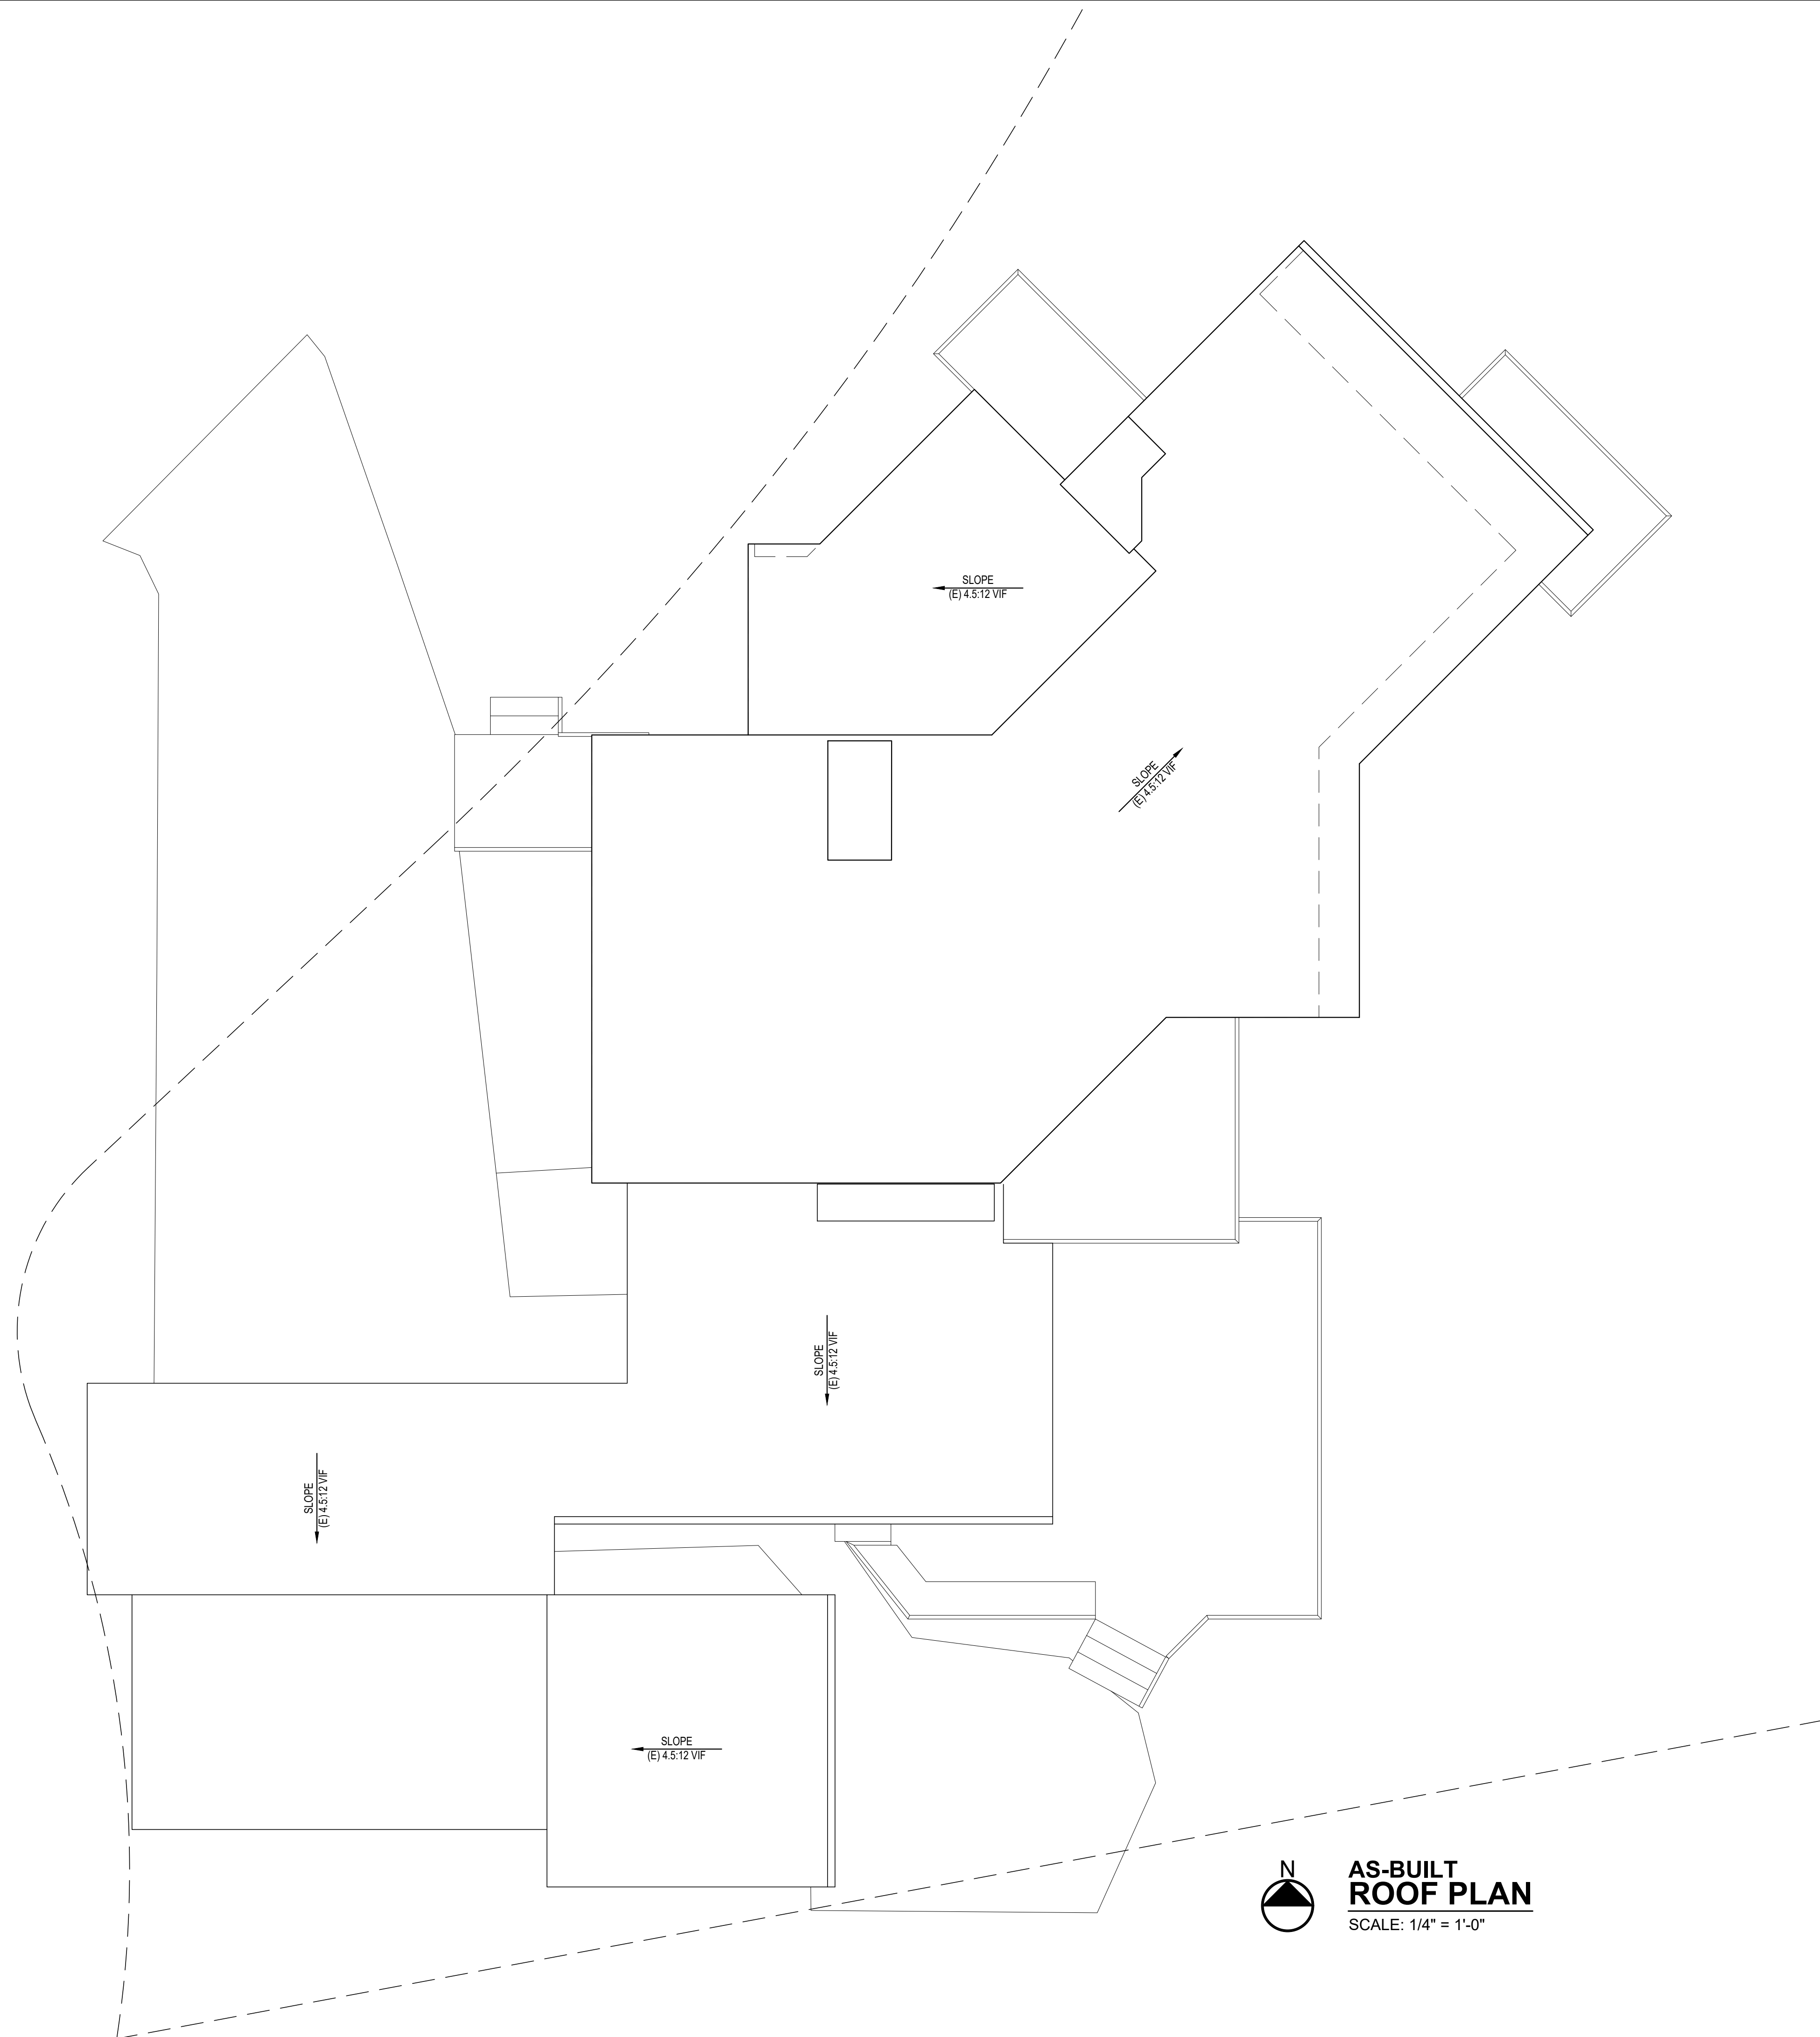 SLOPE
(E) 4.5:12 VIF
SLOPE
(E) 4.5:12 VIF
SLOPE
(E) 4.5:12 VIF
SLOPE
(E) 4.5:12 VIF
SLOPE
(E) 4.5:12 VIF
N
AS-BUILT
ROOF PLAN
SCALE: 1/4" = 1'-0"